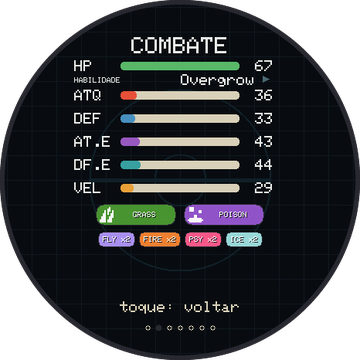 COMBATE
HP 67
HABILIDADE Overgrow ▶
ATQ 36
DEF 33
AT.E 43
DF.E 44
VEL 29
GRASS POISON
FLY x2 FIRE x2 PSY x2 ICE x2
toque: voltar